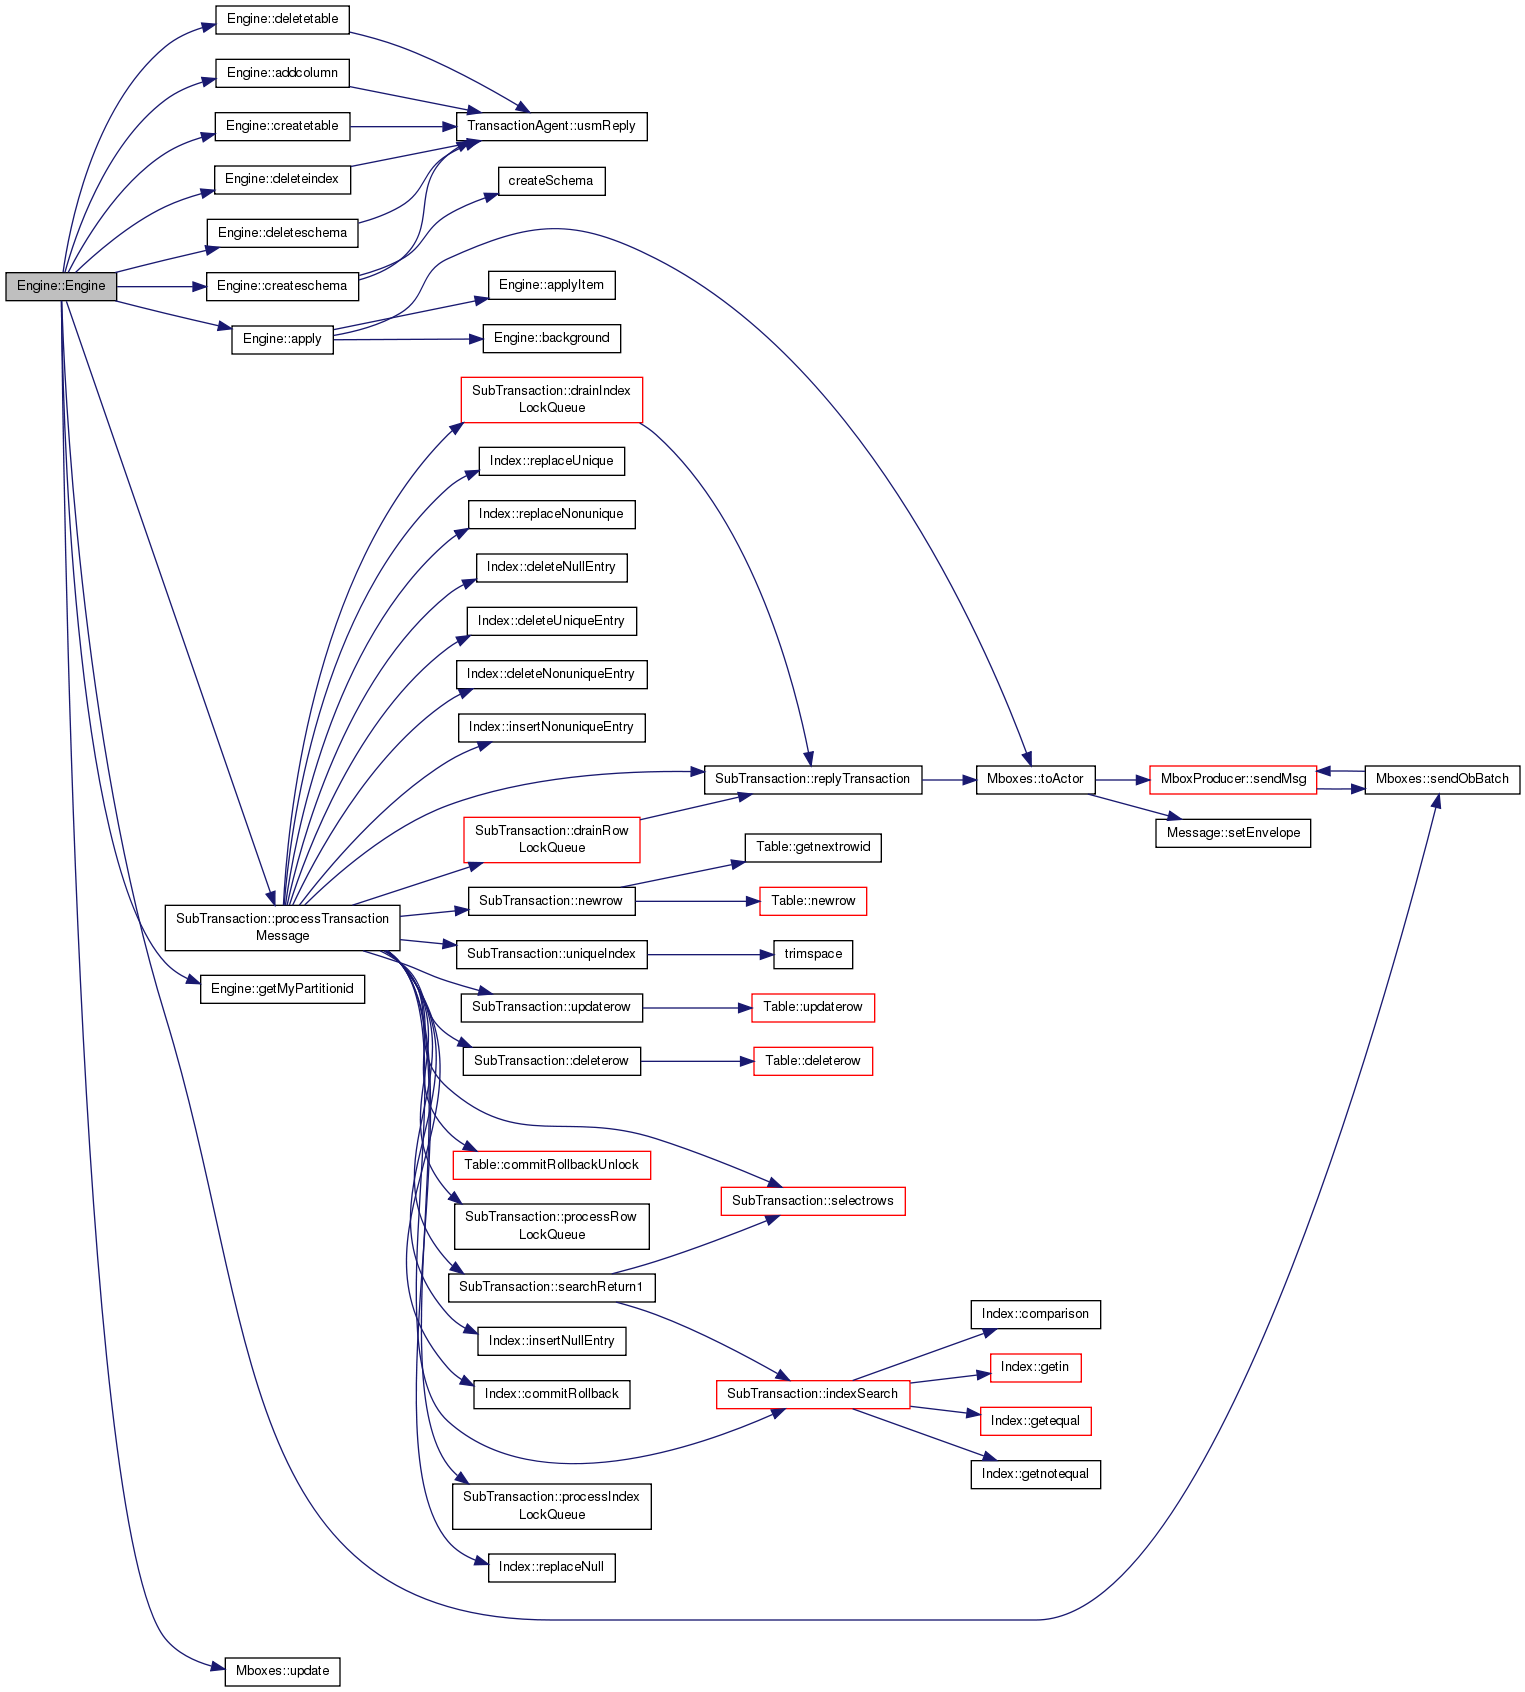 Engine::deletetable
Engine::addcolumn
Engine::createtable
TransactionAgent::usmReply
Engine::deleteindex
createSchema
Engine::deleteschema
Engine::Engine
Engine::createschema
Engine::applyItem
Engine::apply
Engine::background
SubTransaction::drainIndex
LockQueue
Index::replaceUnique
Index::replaceNonunique
Index::deleteNullEntry
Index::deleteUniqueEntry
Index::deleteNonuniqueEntry
Index::insertNonuniqueEntry
SubTransaction::replyTransaction
Mboxes::toActor
MboxProducer::sendMsg
Mboxes::sendObBatch
SubTransaction::drainRow
LockQueue
Message::setEnvelope
Table::getnextrowid
SubTransaction::newrow
Table::newrow
SubTransaction::processTransaction
Message
SubTransaction::uniqueIndex
trimspace
Engine::getMyPartitionid
SubTransaction::updaterow
Table::updaterow
SubTransaction::deleterow
Table::deleterow
Table::commitRollbackUnlock
SubTransaction::selectrows
SubTransaction::processRow
LockQueue
SubTransaction::searchReturn1
Index::comparison
Index::insertNullEntry
Index::getin
Index::commitRollback
SubTransaction::indexSearch
Index::getequal
Index::getnotequal
SubTransaction::processIndex
LockQueue
Index::replaceNull
Mboxes::update